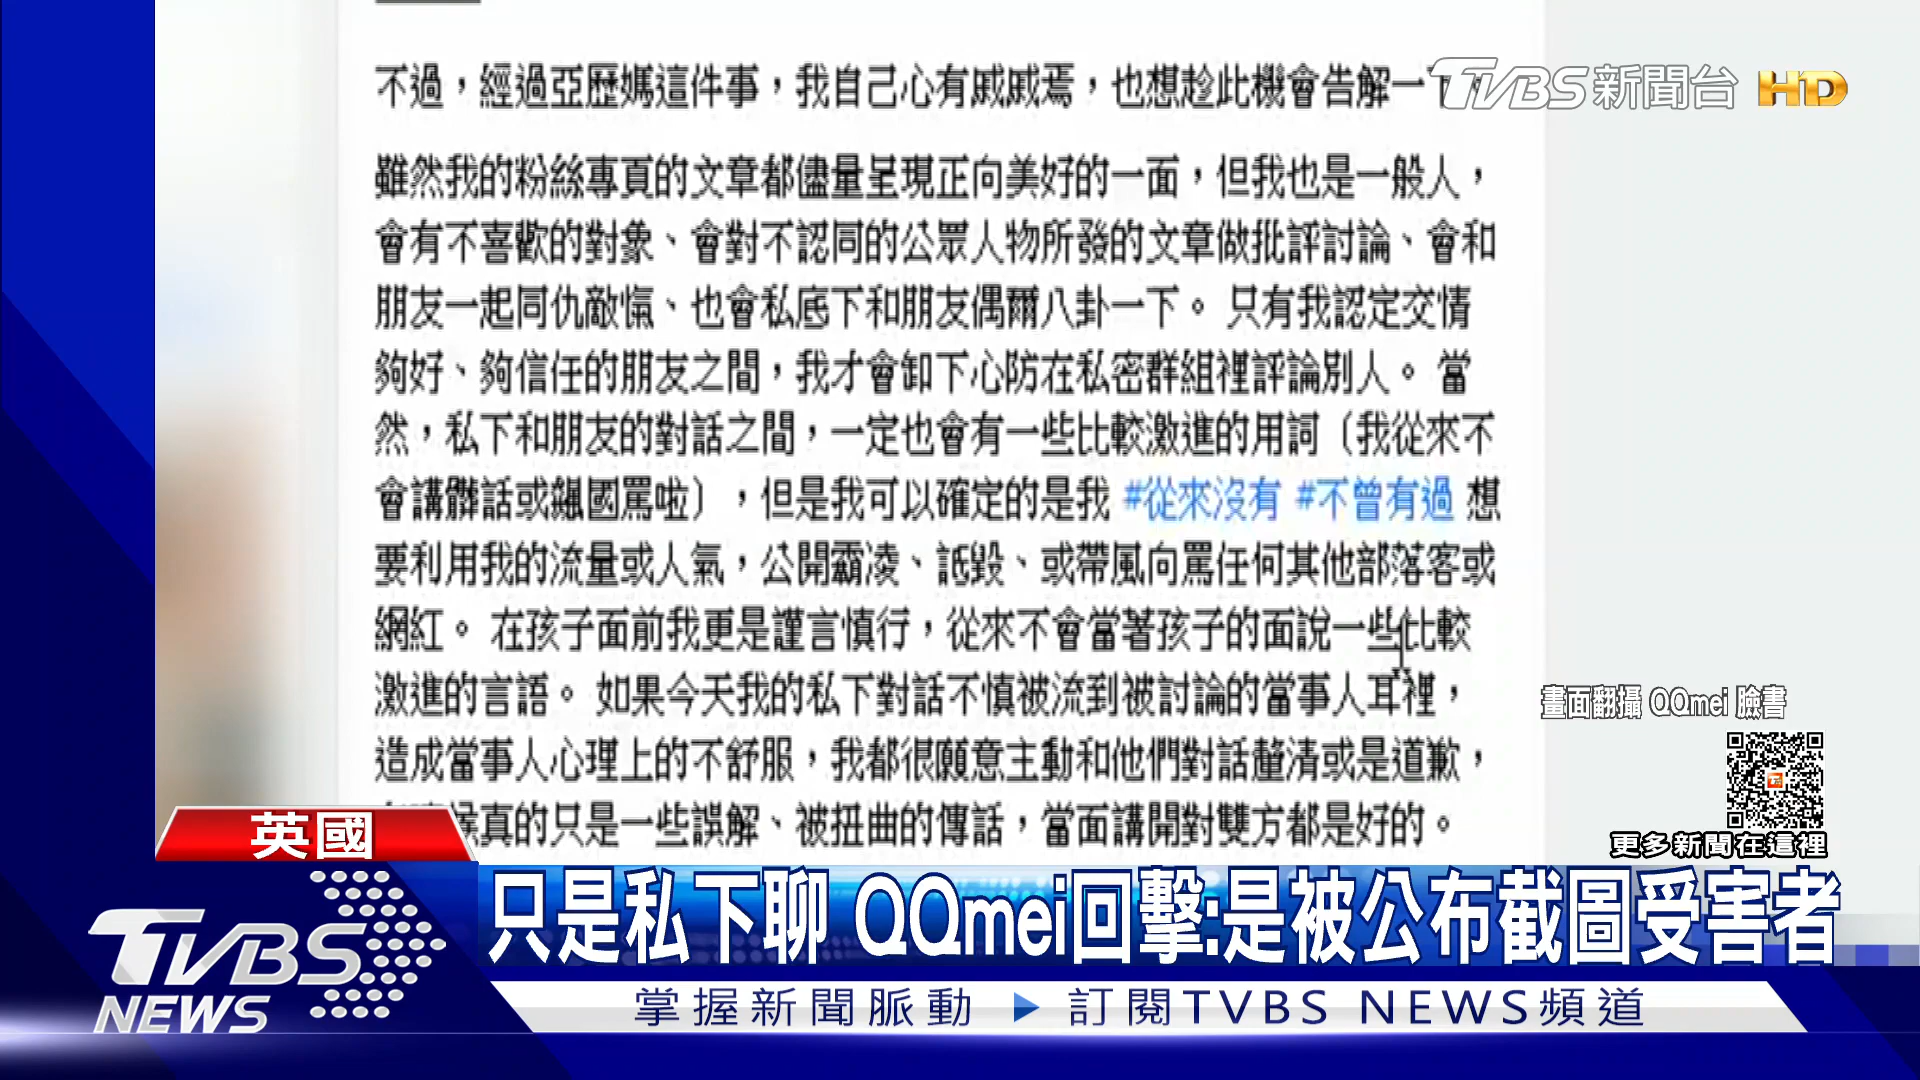 不過，經過亞歷媽這件事，我自己心有戚戚焉，也想趁此機會告解一下。
TVBS新聞台 HD
雖然我的粉絲專頁的文章都儘量呈現正向美好的一面，但我也是一般人，
會有不喜歡的對象、會對不認同的公眾人物所發的文章做批評討論、會和
朋友一起同仇敵愾、也會私底下和朋友偶爾八卦一下。 只有我認定交情
夠好、夠信任的朋友之間，我才會卸下心防在私密群組裡評論別人。 當
然，私下和朋友的對話之間，一定也會有一些比較激進的用詞（我從來不
會講髒話或飆國罵啦），但是我可以確定的是我 #從來沒有 #不曾有過 想
要利用我的流量或人氣，公開霸凌、詆毀、或帶風向罵任何其他部落客或
網紅。 在孩子面前我更是謹言慎行，從來不會當著孩子的面說一些比較
激進的言語。 如果今天我的私下對話不慎被流到被討論的當事人耳裡，
造成當事人心理上的不舒服，我都很願意主動和他們對話釐清或是道歉，
真的只是一些誤解、被扭曲的傳話，當面講開對雙方都是好的。
畫面翻攝 QQmei 臉書
更多新聞在這裡
英國
只是私下聊 QQmei回擊:是被公布截圖受害者
TVBS NEWS
掌握新聞脈動 ▶ 訂閱TVBS NEWS頻道